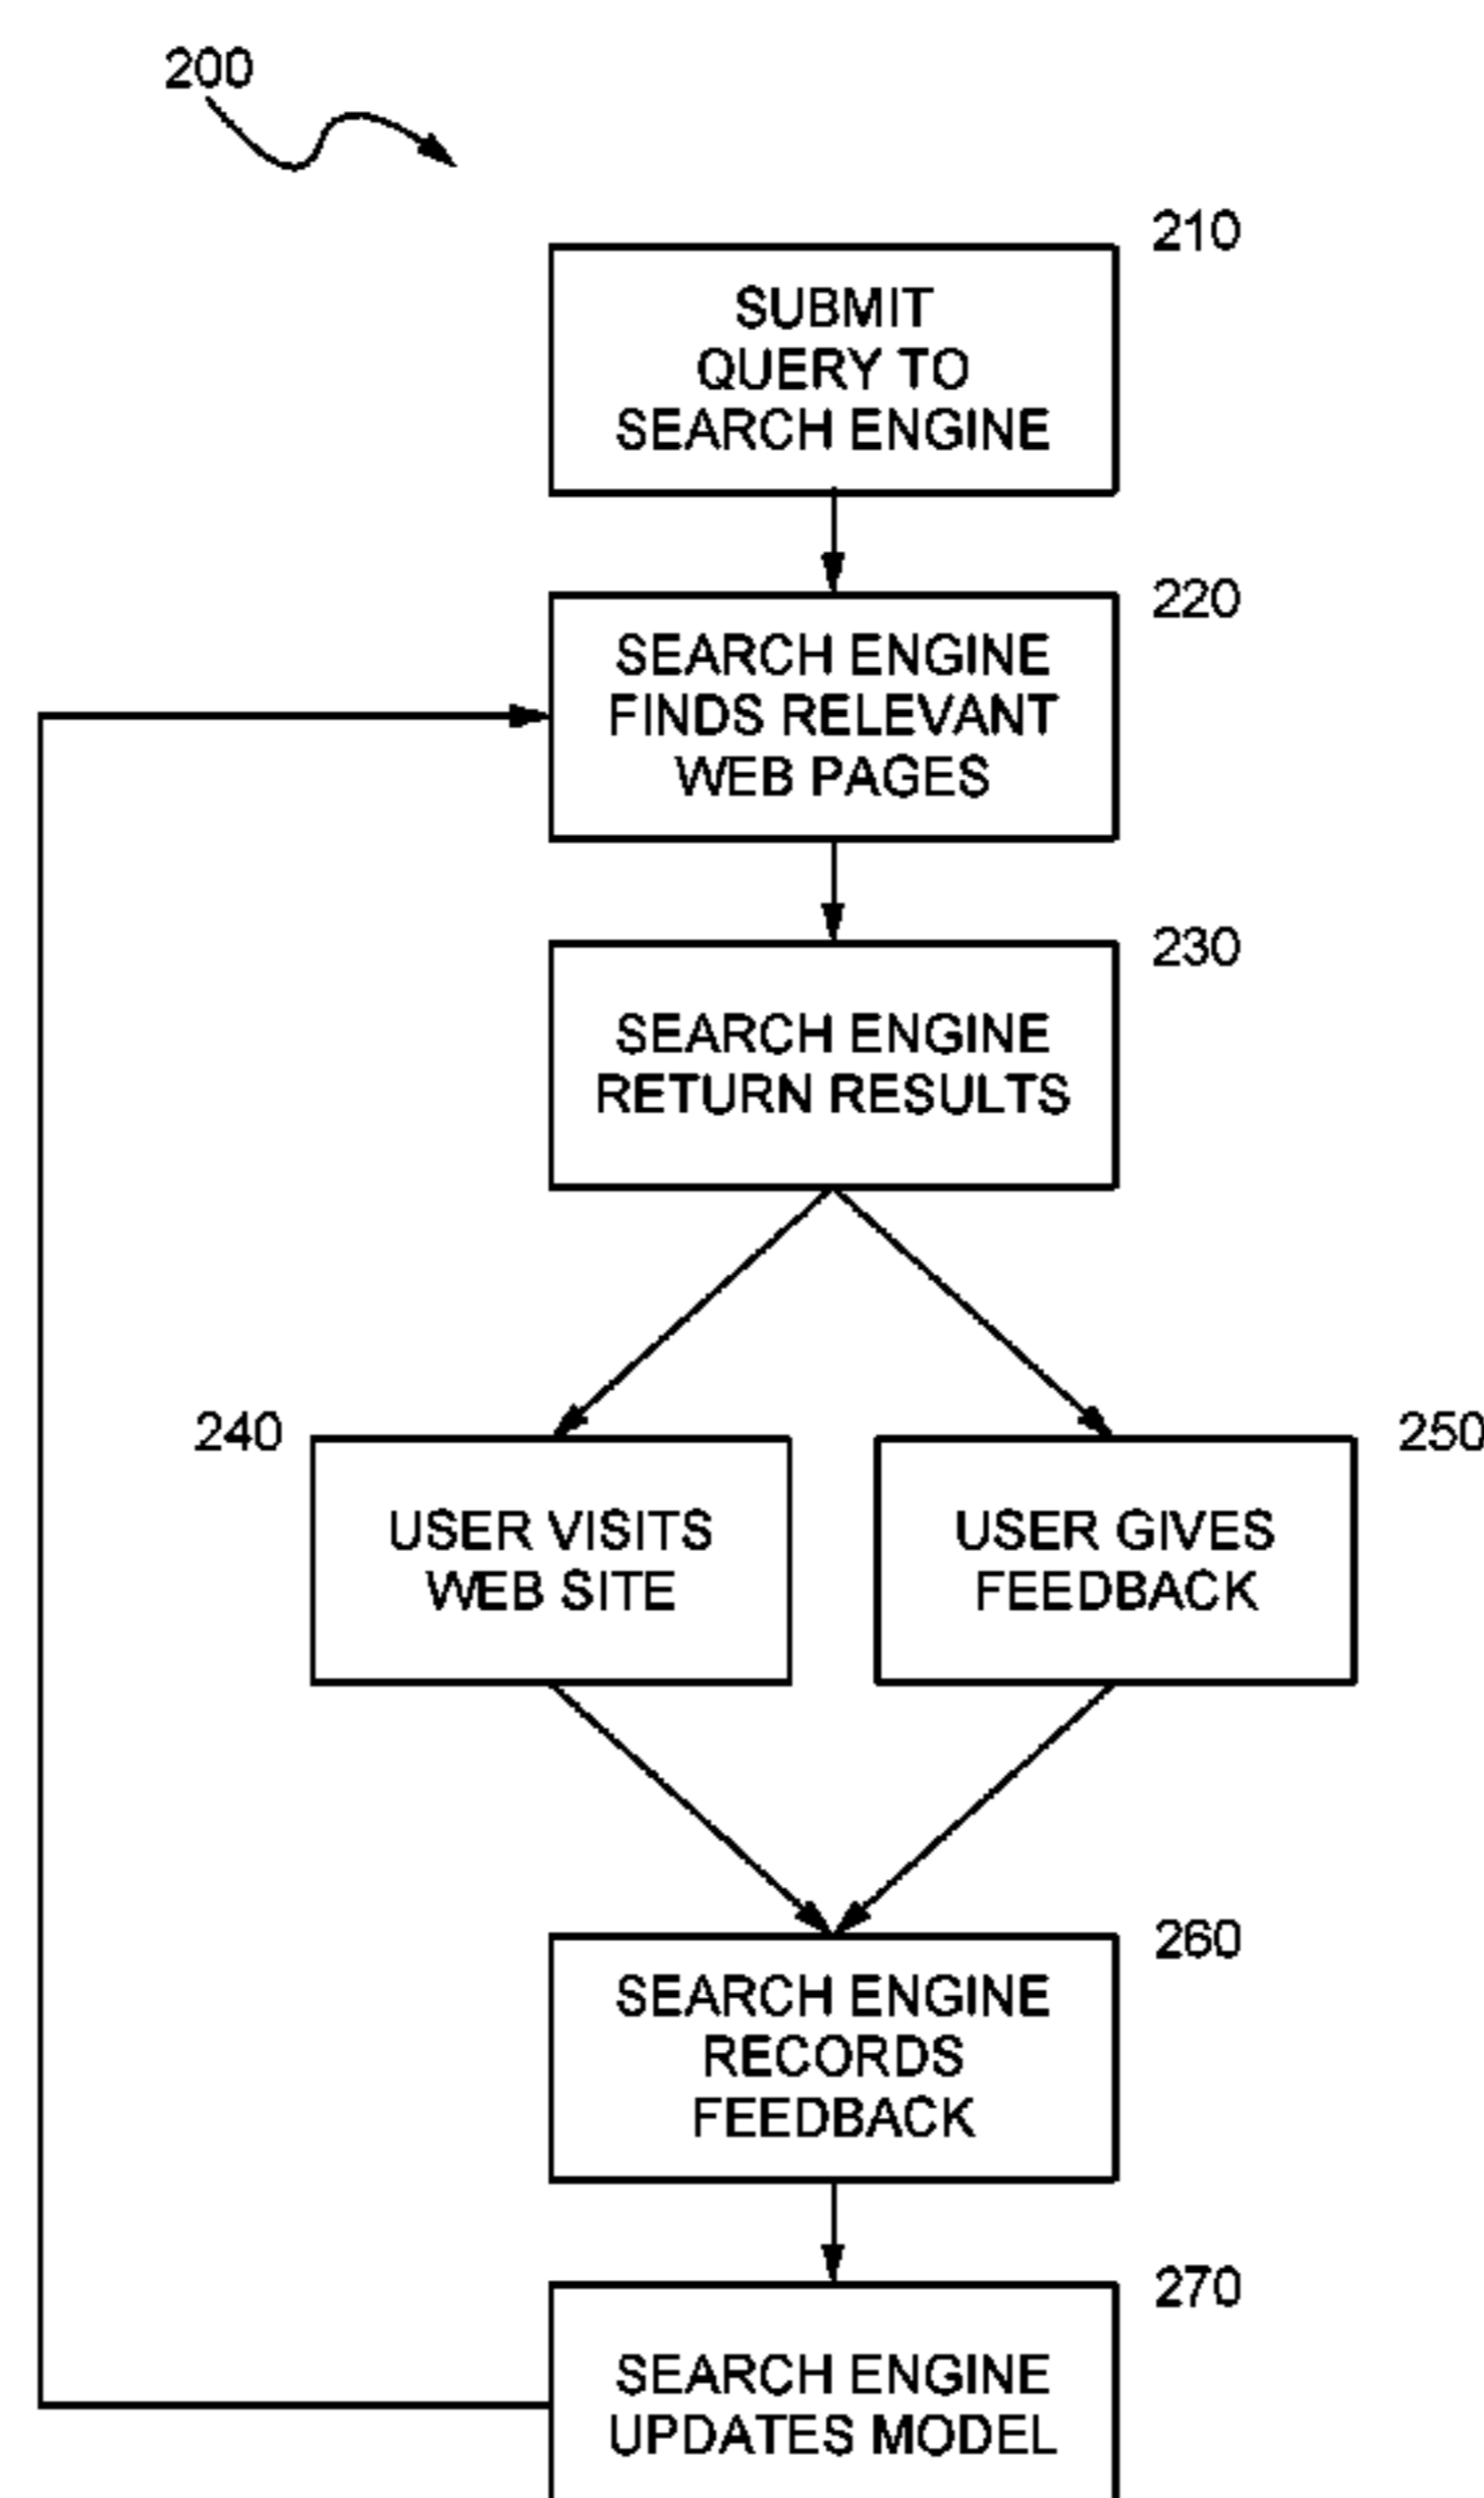 200
210
SUBMIT
QUERY TO
SEARCH ENGINE
220
SEARCH ENGINE
FINDS RELEVANT
WEB PAGES
230
SEARCH ENGINE
RETURN RESULTS
240
USER VISITS
WEB SITE
250
USER GIVES
FEEDBACK
260
SEARCH ENGINE
RECORDS
FEEDBACK
270
SEARCH ENGINE
UPDATES MODEL